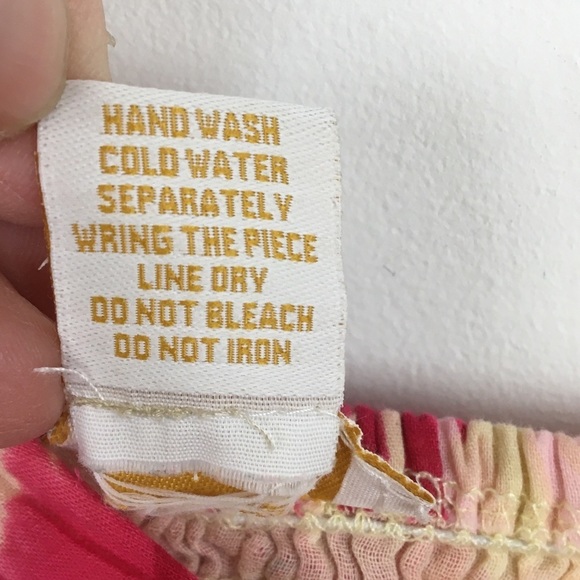 HAND WASH
COLD WATER
SEPARATELY
WRING THE PIECE
LINE DRY
DO NOT BLEACH
DO NOT IRON